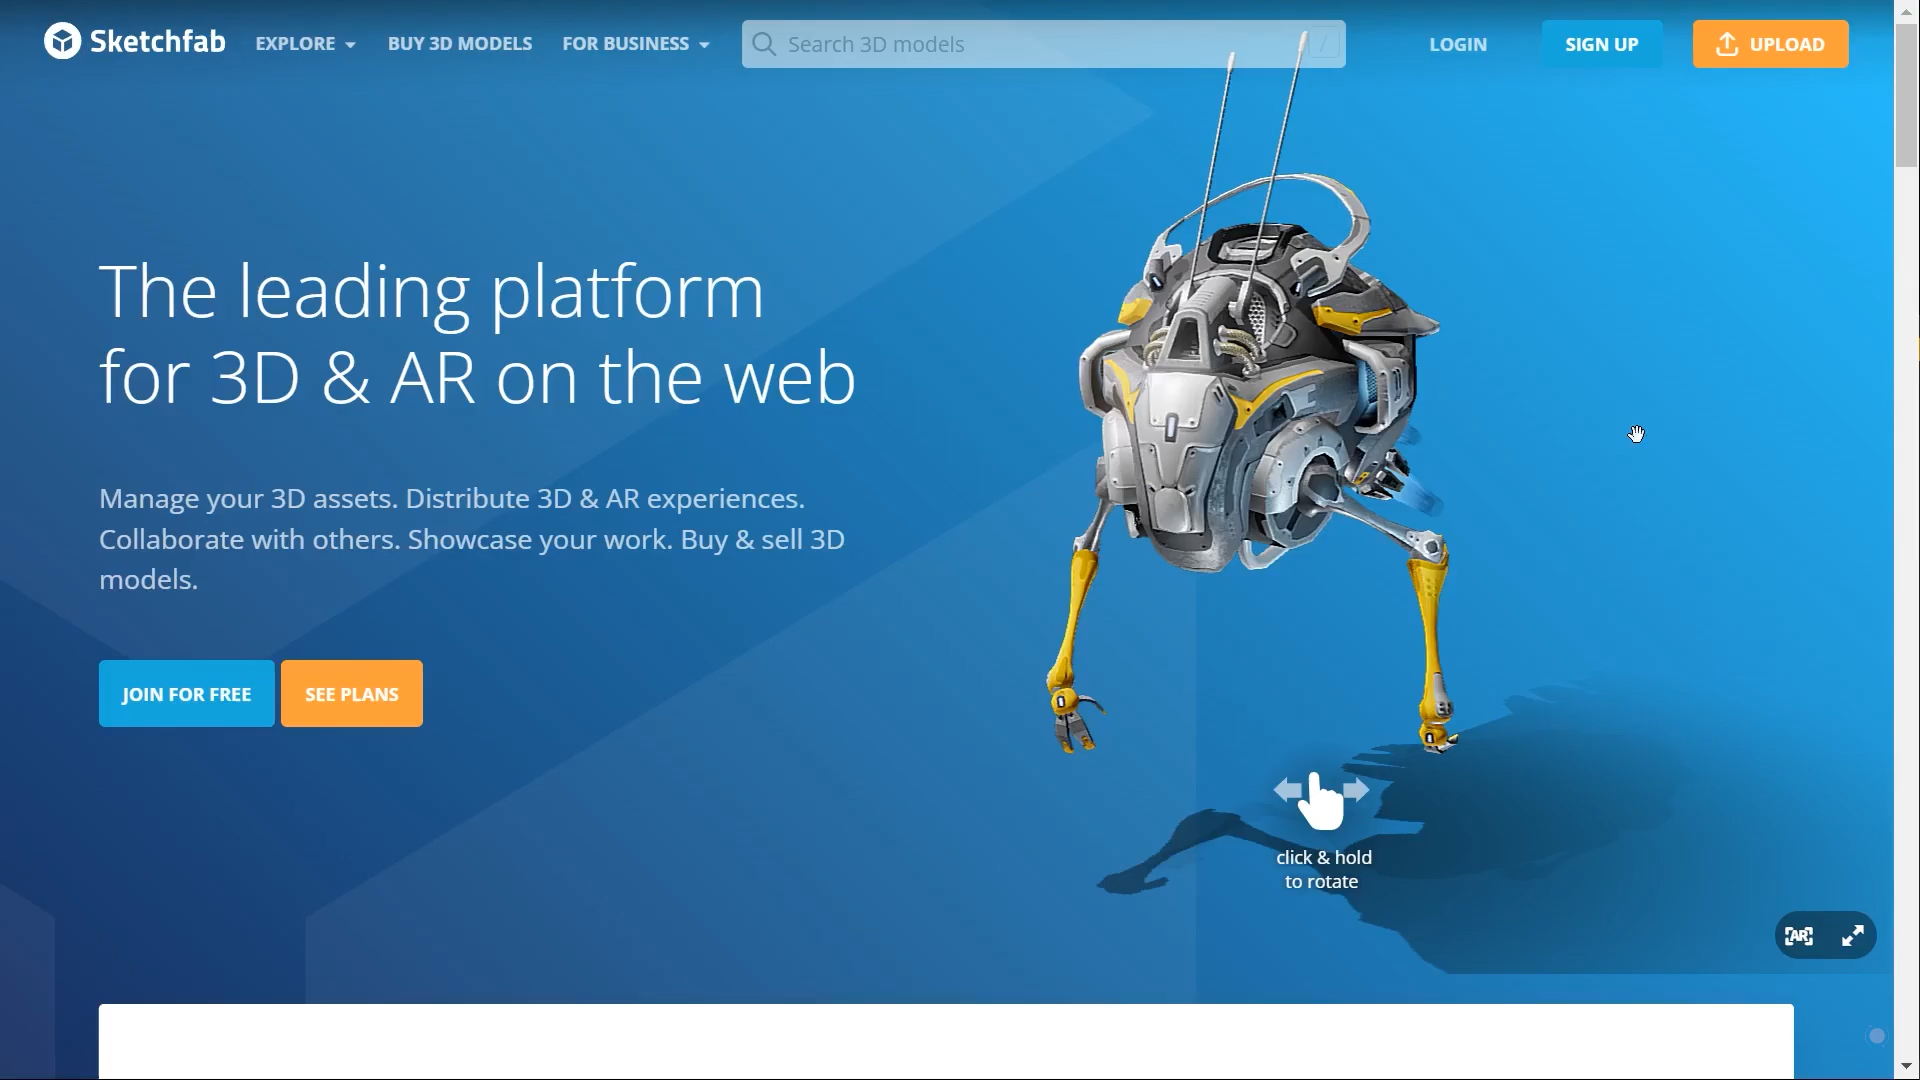 Sketchfab EXPLORE BUY 3D MODELS FOR BUSINESS Search 3D models / LOGIN SIGN UP UPLOAD
The leading platform
for 3D & AR on the web
Manage your 3D assets. Distribute 3D & AR experiences.
Collaborate with others. Showcase your work. Buy & sell 3D
models.
JOIN FOR FREE SEE PLANS
click & hold
to rotate
AR